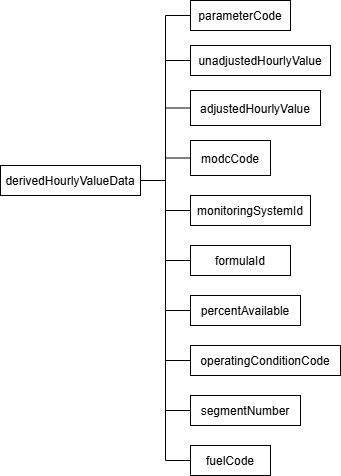 parameterCode
unadjustedHourlyValue
adjustedHourlyValue
modcCode
derivedHourlyValueData
monitoringSystemId
formulaId
percentAvailable
operatingConditionCode
segmentNumber
fuelCode